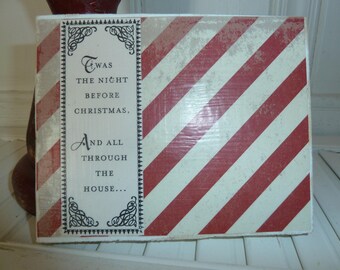 Twas
the night
before
Christmas,
And all
through
the
house...